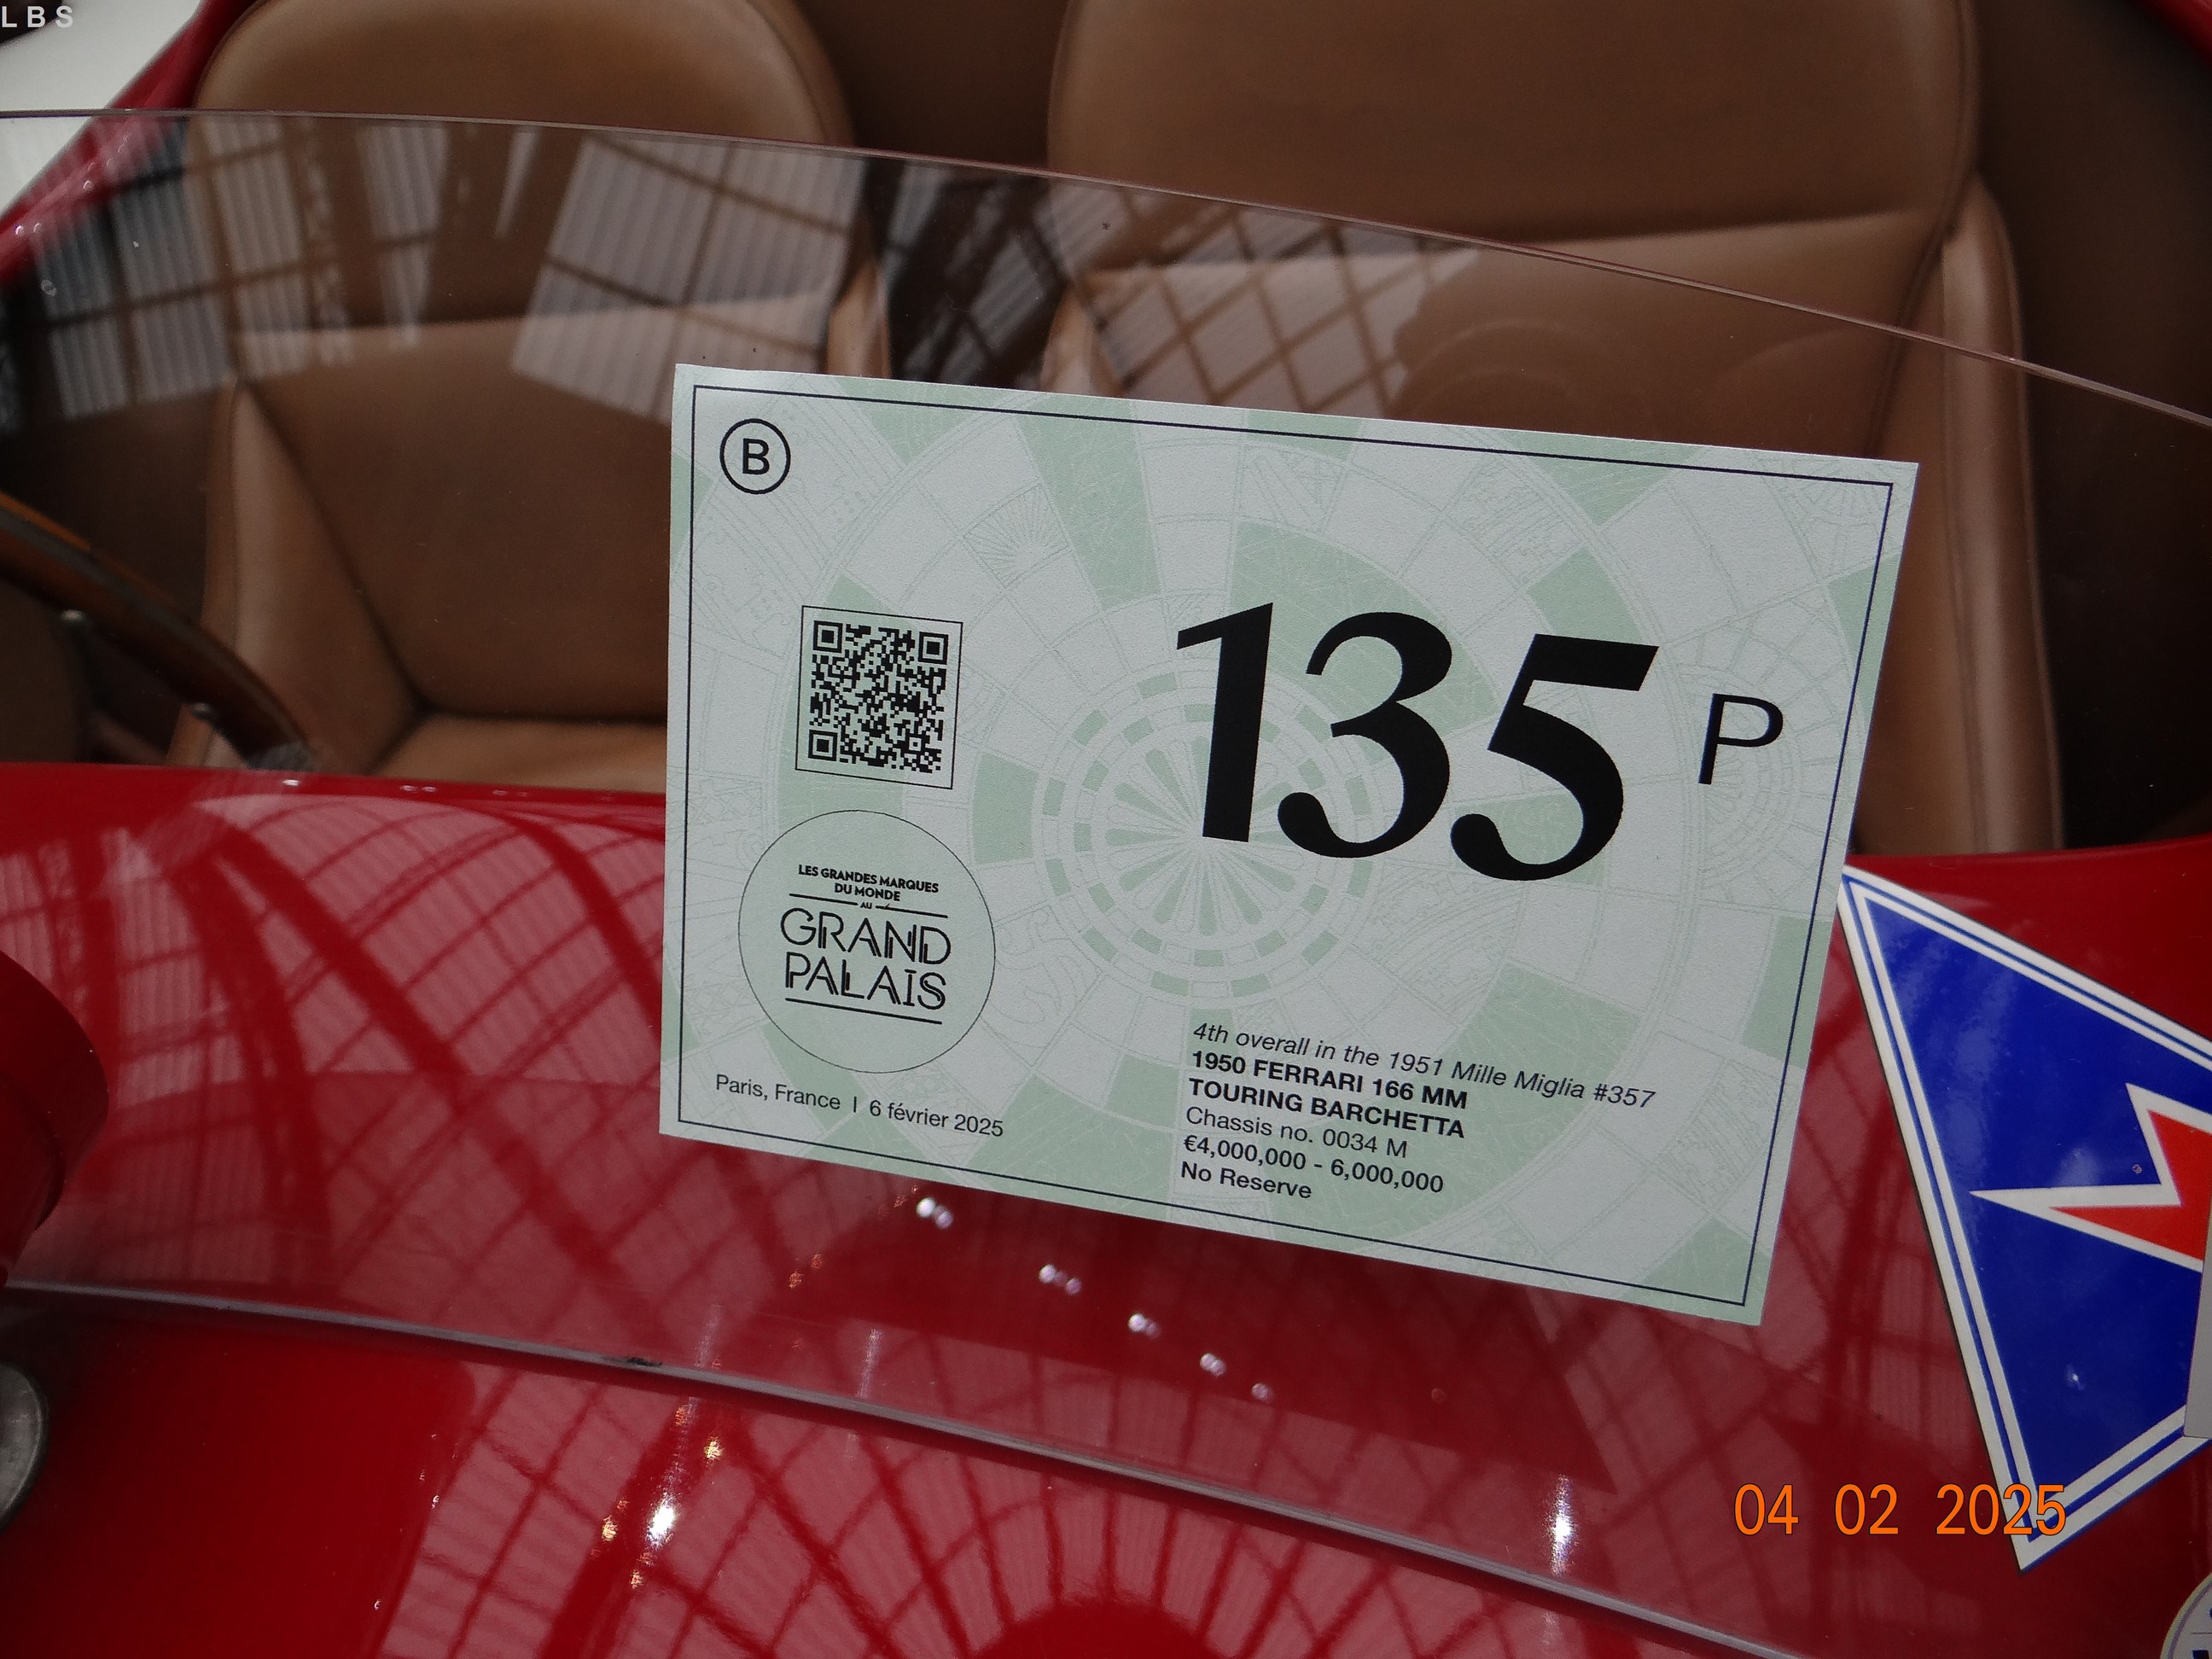 LBS
B
135 P
LES GRANDES MARQUES
DU MONDE
AU
GRAND
PALAIS
Paris, France | 6 février 2025
4th overall in the 1951 Mille Miglia #357
1950 FERRARI 166 MM
TOURING BARCHETTA
Chassis no. 0034 M
€4,000,000 - 6,000,000
No Reserve
04 02 2025